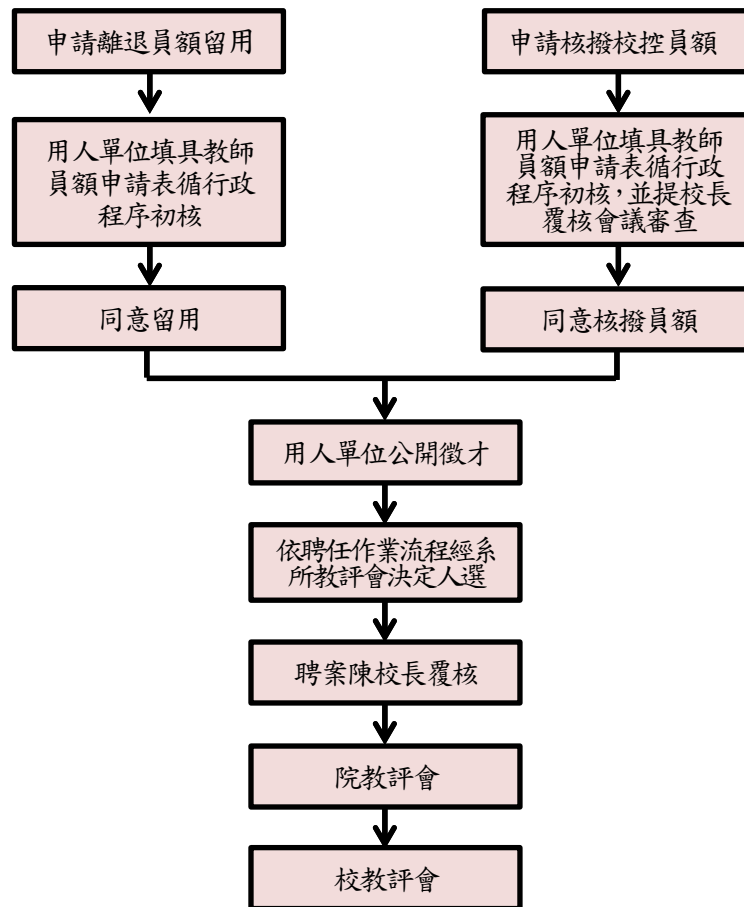 申請離退員額留用
申請核撥校控員額
用人單位填具教師
員額申請表循行政
程序初核
用人單位填具教師
員額申請表循行政
程序初核,並提校長
覆核會議審查
同意留用
同意核撥員額
用人單位公開徵才
依聘任作業流程經系
所教評會決定人選
聘案陳校長覆核
院教評會
校教評會